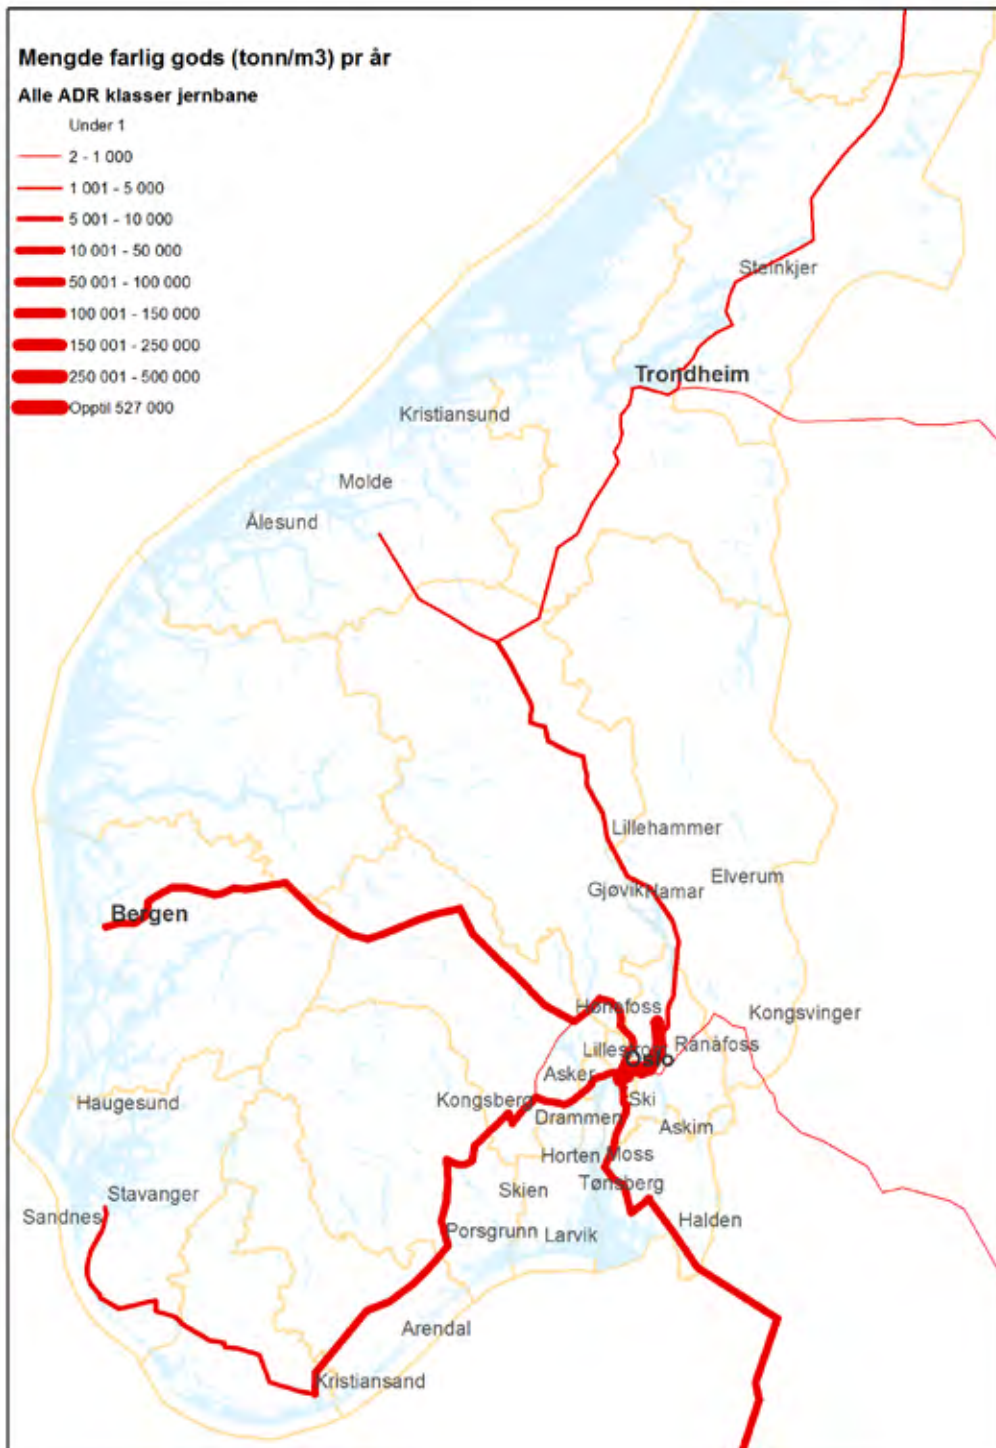 Mengde farlig gods (tonn/m3) pr år
Alle ADR klasser jernbane
Under 1
2 - 1 000
1 001 - 5 000
5 001 - 10 000
10 001 - 50 000
50 001 - 100 000
100 001 - 150 000
150 001 - 250 000
250 001 - 500 000
Opptil 527 000
Steinkjer
Trondheim
Kristiansund
Molde
Ålesund
Lillehammer
Elverum
Gjøvik
Hamar
Bergen
Hønefoss
Kongsvinger
Lillestrøm
Rånåfoss
Oslo
Asker
Kongsberg
Ski
Haugesund
Drammen
Askim
Horten
Moss
Tønsberg
Skien
Stavanger
Sandnes
Halden
Porsgrunn
Larvik
Arendal
Kristiansand